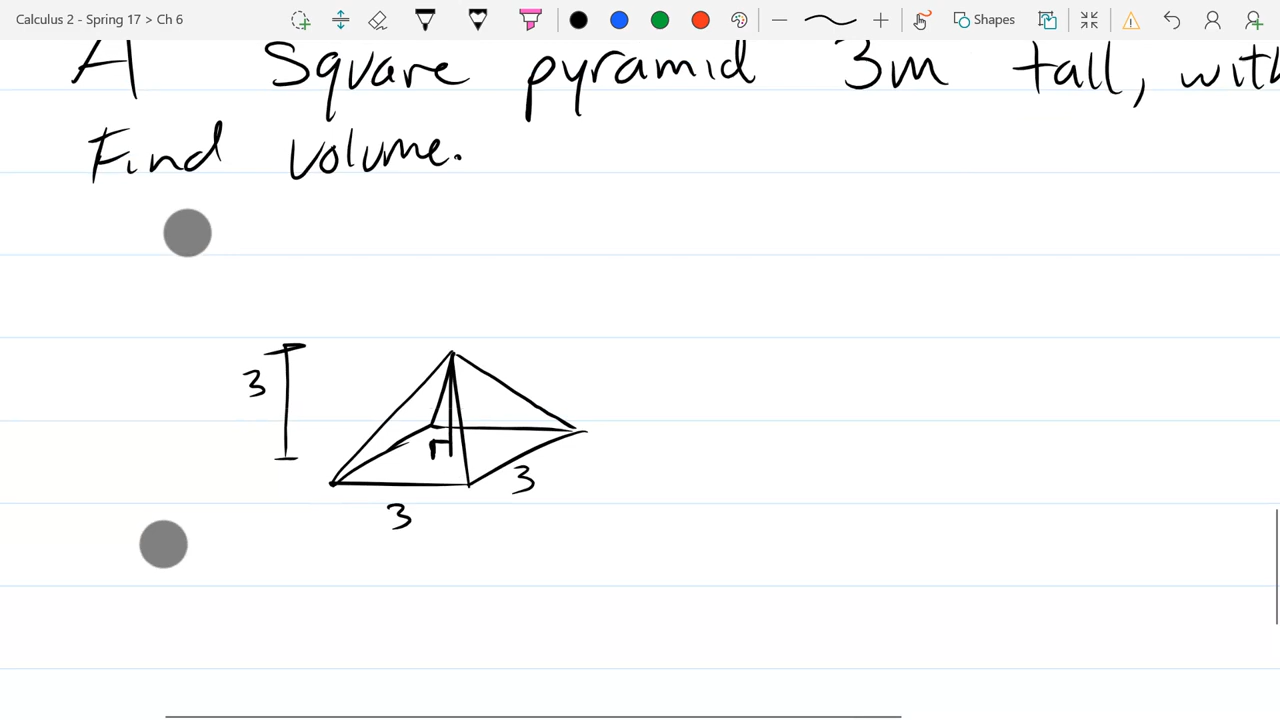 Calculus 2 - Spring 17 > Ch 6
Shapes
A Square pyramid 3m tall, with
Find volume.
3
3
3